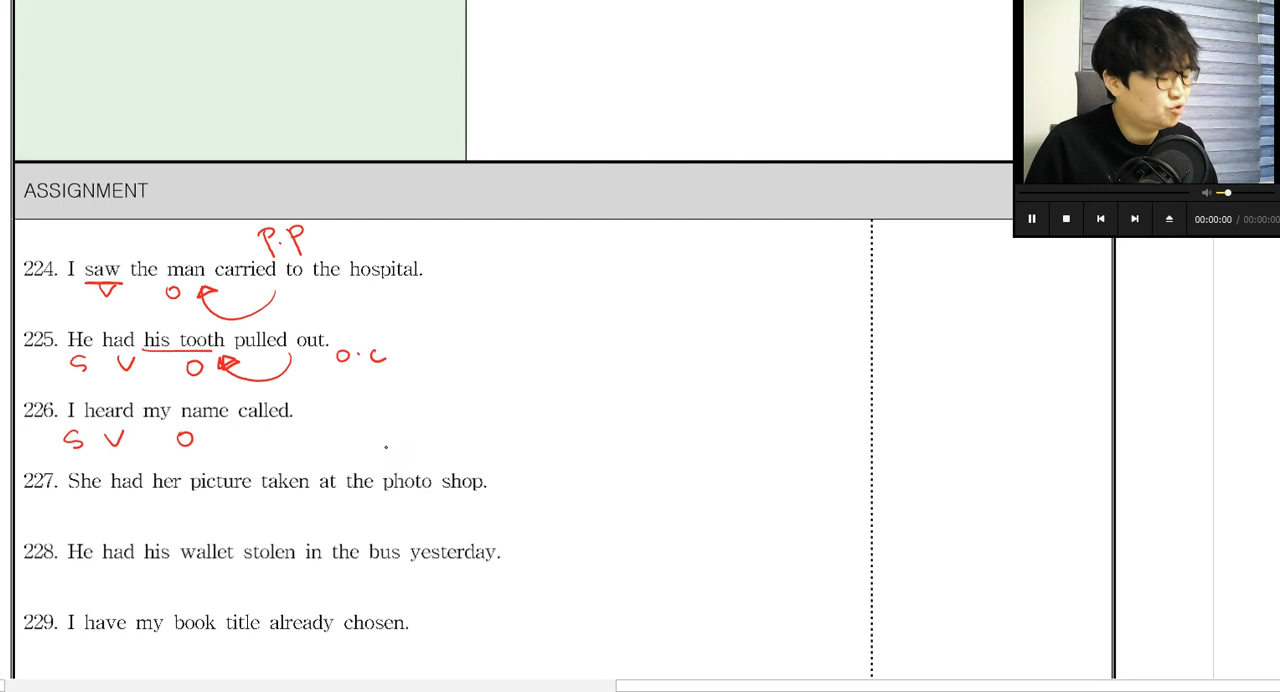 ASSIGNMENT
00:00:00 / 00:00:00
P.P
224. I saw the man carried to the hospital.
V O
225. He had his tooth pulled out.
S V O O.C
226. I heard my name called.
S V O
227. She had her picture taken at the photo shop.
228. He had his wallet stolen in the bus yesterday.
229. I have my book title already chosen.